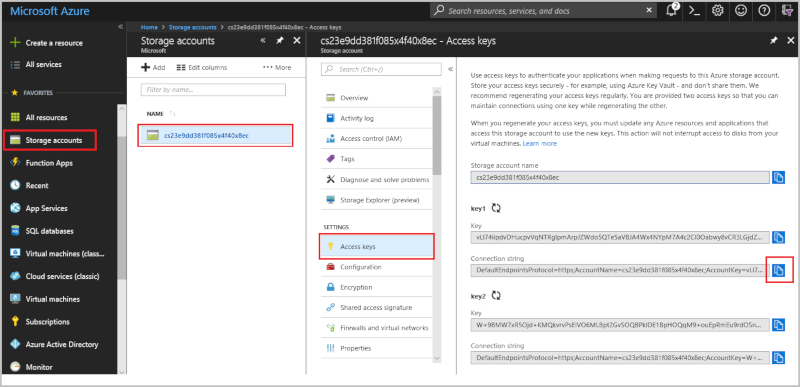 Microsoft Azure
Search resources, services, and docs
2
Create a resource
All services
FAVORITES
All resources
Storage accounts
Function Apps
Recent
App Services
SQL databases
Virtual machines (classi...
Cloud services (classic)
Virtual machines
Subscriptions
Azure Active Directory
Monitor
Home > Storage accounts > cs23e9dd381f085x4f40x8ec - Access keys
Storage accounts
Microsoft
Add Edit columns ... More
Filter by name...
NAME
cs23e9dd381f085x4f40x8ec
cs23e9dd381f085x4f40x8ec - Access keys
Storage account
Search (Ctrl+/)
Overview
Activity log
Access control (IAM)
Tags
Diagnose and solve problems
Storage Explorer (preview)
SETTINGS
Access keys
Configuration
Encryption
Shared access signature
Firewalls and virtual networks
Properties
Use access keys to authenticate your applications when making requests to this Azure storage account.
Store your access keys securely - for example, using Azure Key Vault - and don't share them. We
recommend regenerating your access keys regularly. You are provided two access keys so that you can
maintain connections using one key while regenerating the other.
When you regenerate your access keys, you must update any Azure resources and applications that
access this storage account to use the new keys. This action will not interrupt access to disks from your
virtual machines. Learn more
Storage account name
cs23e9dd381f085x4f40x8ec
key1
Key
Connection string
DefaultEndpointsProtocol=https;AccountName=cs23e9dd381f085x4f40x8ec;AccountKey=vLl7...
key2
Key
Connection string
DefaultEndpointsProtocol=https;AccountName=cs23e9dd381f085x4f40x8ec;AccountKey=W+...